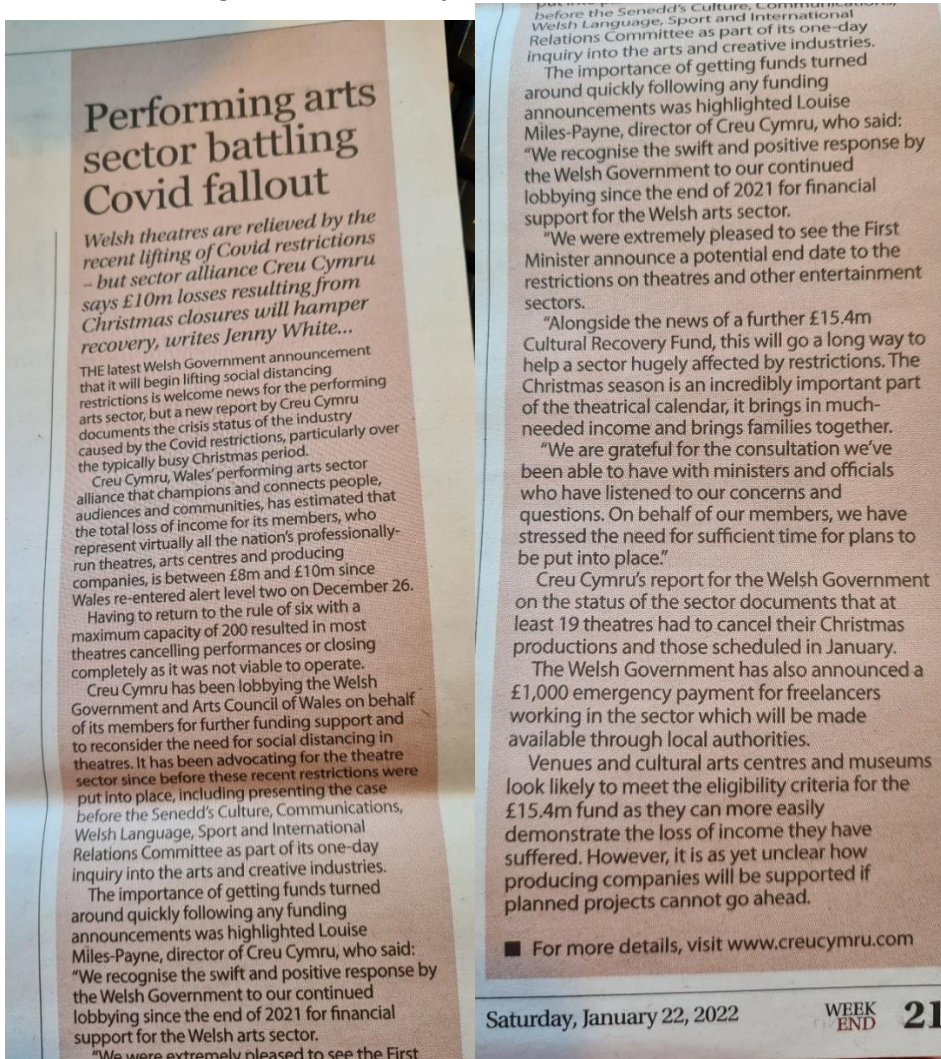 Performing arts
sector battling
Covid fallout
Welsh theatres are relieved by the
recent lifting of Covid restrictions
– but sector alliance Creu Cymru
says £10m losses resulting from
Christmas closures will hamper
recovery, writes Jenny White...
THE latest Welsh Government announcement
that it will begin lifting social distancing
restrictions is welcome news for the performing
arts sector, but a new report by Creu Cymru
documents the crisis status of the industry
caused by the Covid restrictions, particularly over
the typically busy Christmas period.
Creu Cymru, Wales' performing arts sector
alliance that champions and connects people,
audiences and communities, has estimated that
the total loss of income for its members, who
represent virtually all the nation's professionally-
run theatres, arts centres and producing
companies, is between £8m and £10m since
Wales re-entered alert level two on December 26.
Having to return to the rule of six with a
maximum capacity of 200 resulted in most
theatres cancelling performances or closing
completely as it was not viable to operate.
Creu Cymru has been lobbying the Welsh
Government and Arts Council of Wales on behalf
of its members for further funding support and
to reconsider the need for social distancing in
theatres. It has been advocating for the theatre
sector since before these recent restrictions were
put into place, including presenting the case
before the Senedd's Culture, Communications,
Welsh Language, Sport and International
Relations Committee as part of its one-day
inquiry into the arts and creative industries.
The importance of getting funds turned
around quickly following any funding
announcements was highlighted Louise
Miles-Payne, director of Creu Cymru, who said:
"We recognise the swift and positive response by
the Welsh Government to our continued
lobbying since the end of 2021 for financial
support for the Welsh arts sector.
"We were extremely pleased to see the First
before the Senedd's Culture, Communications,
Welsh Language, Sport and International
Relations Committee as part of its one-day
inquiry into the arts and creative industries.
The importance of getting funds turned
around quickly following any funding
announcements was highlighted Louise
Miles-Payne, director of Creu Cymru, who said:
"We recognise the swift and positive response by
the Welsh Government to our continued
lobbying since the end of 2021 for financial
support for the Welsh arts sector.
"We were extremely pleased to see the First
Minister announce a potential end date to the
restrictions on theatres and other entertainment
sectors.
"Alongside the news of a further £15.4m
Cultural Recovery Fund, this will go a long way to
help a sector hugely affected by restrictions. The
Christmas season is an incredibly important part
of the theatrical calendar, it brings in much-
needed income and brings families together.
"We are grateful for the consultation we've
been able to have with ministers and officials
who have listened to our concerns and
questions. On behalf of our members, we have
stressed the need for sufficient time for plans to
be put into place."
Creu Cymru's report for the Welsh Government
on the status of the sector documents that at
least 19 theatres had to cancel their Christmas
productions and those scheduled in January.
The Welsh Government has also announced a
£1,000 emergency payment for freelancers
working in the sector which will be made
available through local authorities.
Venues and cultural arts centres and museums
look likely to meet the eligibility criteria for the
£15.4m fund as they can more easily
demonstrate the loss of income they have
suffered. However, it is as yet unclear how
producing companies will be supported if
planned projects cannot go ahead.
■ For more details, visit www.creucymru.com
Saturday, January 22, 2022 WEEK END 21